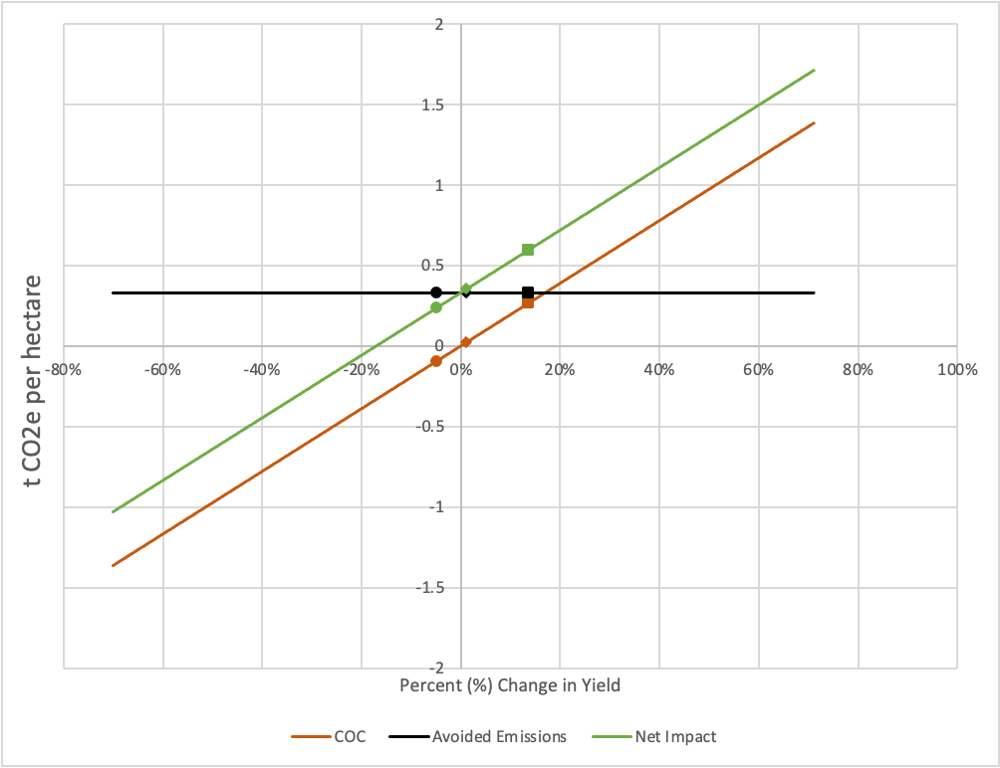 2
1.5
1
0.5
0
-80% -60% -40% -20% 0% 20% 40% 60% 80% 100%
-0.5
-1
-1.5
-2
t CO2e per hectare
Percent (%) Change in Yield
COC Avoided Emissions Net Impact